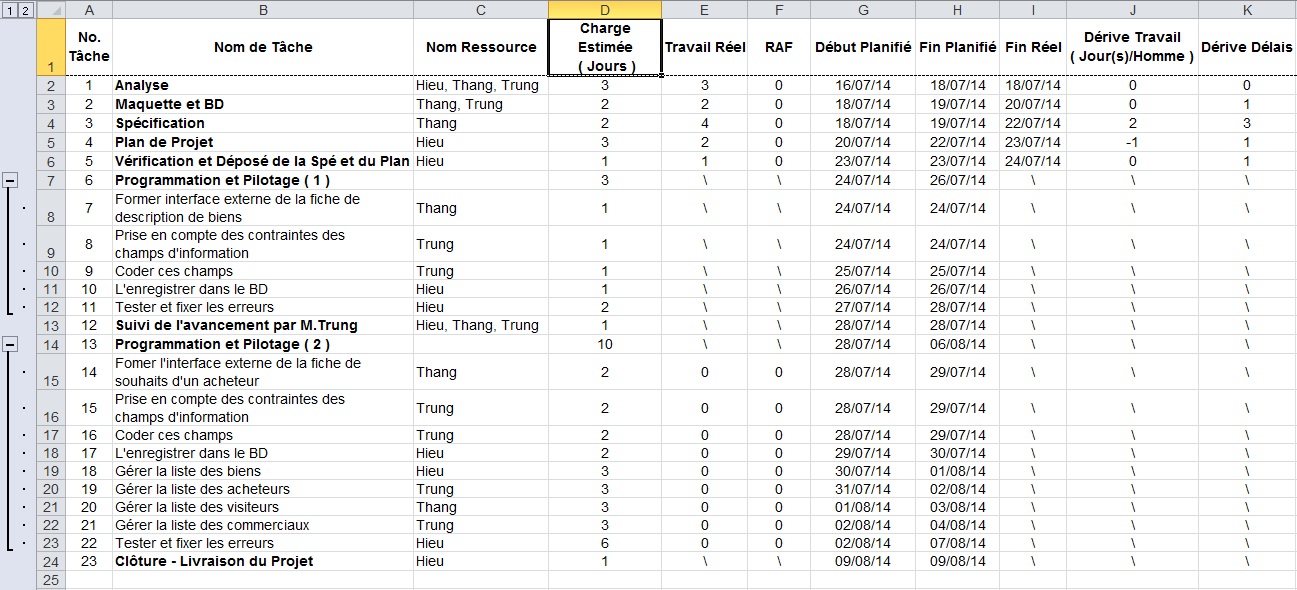 1 2 A B C D E F G H I J K
1 No. Tâche Nom de Tâche Nom Ressource Charge Estimée ( Jours ) Travail Réel RAF Début Planifié Fin Planifié Fin Réel Dérive Travail ( Jour(s)/Homme ) Dérive Délais
2 1 Analyse Hieu, Thang, Trung 3 3 0 16/07/14 18/07/14 18/07/14 0 0
3 2 Maquette et BD Thang, Trung 2 2 0 18/07/14 19/07/14 20/07/14 0 1
4 3 Spécification Thang 2 4 0 18/07/14 19/07/14 22/07/14 2 3
5 4 Plan de Projet Hieu 3 2 0 20/07/14 22/07/14 23/07/14 -1 1
6 5 Vérification et Déposé de la Spé et du Plan Hieu 1 1 0 23/07/14 23/07/14 24/07/14 0 1
7 6 Programmation et Pilotage ( 1 ) 3 \ \ 24/07/14 26/07/14 \ \ \
8 7 Former interface externe de la fiche de
description de biens Thang 1 \ \ 24/07/14 24/07/14 \ \ \
9 8 Prise en compte des contraintes des
champs d'information Trung 1 \ \ 24/07/14 24/07/14 \ \ \
10 9 Coder ces champs Trung 1 \ \ 25/07/14 25/07/14 \ \ \
11 10 L'enregistrer dans le BD Hieu 1 \ \ 26/07/14 26/07/14 \ \ \
12 11 Tester et fixer les erreurs Hieu 2 \ \ 27/07/14 28/07/14 \ \ \
13 12 Suivi de l'avancement par M.Trung Hieu, Thang, Trung 1 \ \ 28/07/14 28/07/14 \ \ \
14 13 Programmation et Pilotage ( 2 ) 10 \ \ 28/07/14 06/08/14 \ \ \
15 14 Fomer l'interface externe de la fiche de
souhaits d'un acheteur Thang 2 0 0 28/07/14 29/07/14 \ \ \
16 15 Prise en compte des contraintes des
champs d'information Trung 2 0 0 28/07/14 29/07/14 \ \ \
17 16 Coder ces champs Trung 2 0 0 28/07/14 29/07/14 \ \ \
18 17 L'enregistrer dans le BD Hieu 2 0 0 29/07/14 30/07/14 \ \ \
19 18 Gérer la liste des biens Hieu 3 0 0 30/07/14 01/08/14 \ \ \
20 19 Gérer la liste des acheteurs Trung 3 0 0 31/07/14 02/08/14 \ \ \
21 20 Gérer la liste des visiteurs Thang 3 0 0 01/08/14 03/08/14 \ \ \
22 21 Gérer la liste des commerciaux Trung 3 0 0 02/08/14 04/08/14 \ \ \
23 22 Tester et fixer les erreurs Hieu 6 0 0 02/08/14 07/08/14 \ \ \
24 23 Clôture - Livraison du Projet Hieu 1 \ \ 09/08/14 09/08/14 \ \ \
25